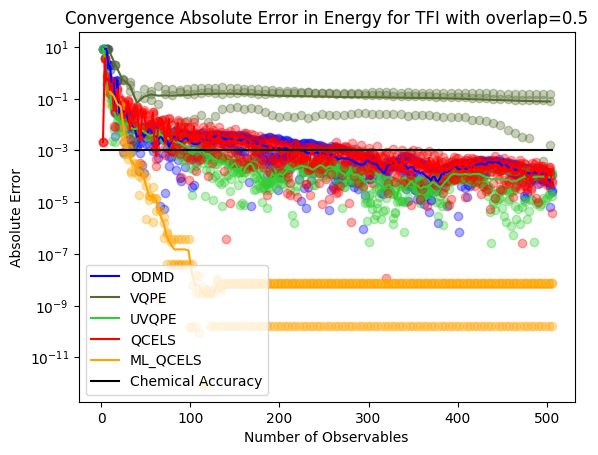 Convergence Absolute Error in Energy for TFI with overlap=0.5
Absolute Error
10^1
10^-1
10^-3
10^-5
10^-7
10^-9
10^-11
ODMD
VQPE
UVQPE
QCELS
ML_QCELS
Chemical Accuracy
0 100 200 300 400 500
Number of Observables